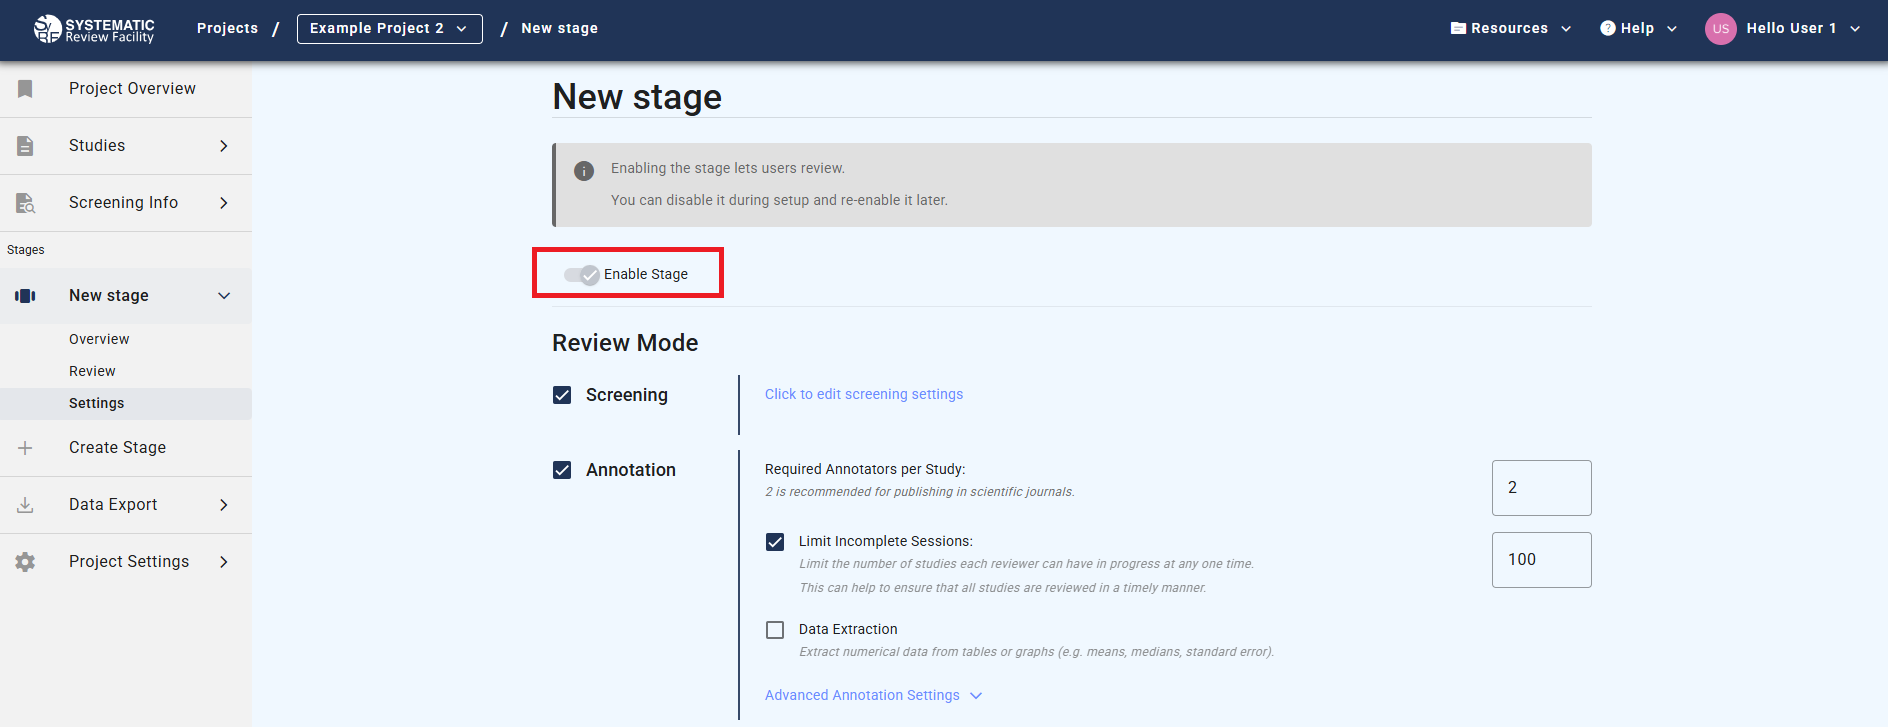 SYSTEMATIC
Review Facility
Projects / Example Project 2 / New stage
Resources
Help
US
Hello User 1
Project Overview
Studies
Screening Info
Stages
New stage
Overview
Review
Settings
Create Stage
Data Export
Project Settings
New stage
Enabling the stage lets users review.
You can disable it during setup and re-enable it later.
Enable Stage
Review Mode
Screening
Click to edit screening settings
Annotation
Required Annotators per Study:
2 is recommended for publishing in scientific journals.
2
Limit Incomplete Sessions:
Limit the number of studies each reviewer can have in progress at any one time.
This can help to ensure that all studies are reviewed in a timely manner.
100
Data Extraction
Extract numerical data from tables or graphs (e.g. means, medians, standard error).
Advanced Annotation Settings